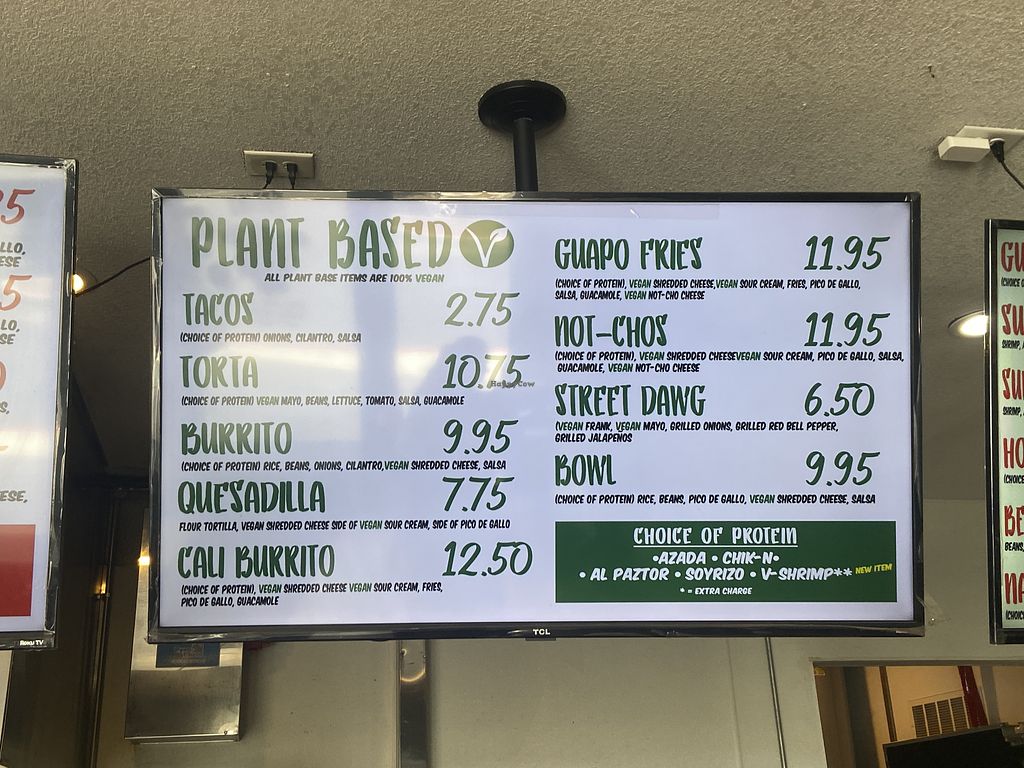 PLANT BASED
ALL PLANT BASE ITEMS ARE 100% VEGAN
TACOS 2.75
(CHOICE OF PROTEIN) ONIONS, CILANTRO, SALSA
TORTA 10.75
(CHOICE OF PROTEIN) VEGAN MAYO, BEANS, LETTUCE, TOMATO, SALSA, GUACAMOLE
BURRITO 9.95
(CHOICE OF PROTEIN) RICE, BEANS, ONIONS, CILANTRO,VEGAN SHREDDED CHEESE, SALSA
QUESADILLA 7.75
FLOUR TORTILLA, VEGAN SHREDDED CHEESE SIDE OF VEGAN SOUR CREAM, SIDE OF PICO DE GALLO
CALI BURRITO 12.50
(CHOICE OF PROTEIN), VEGAN SHREDDED CHEESE VEGAN SOUR CREAM, FRIES,
PICO DE GALLO, GUACAMOLE
GUAPO FRIES 11.95
(CHOICE OF PROTEIN), VEGAN SHREDDED CHEESE,VEGAN SOUR CREAM, FRIES, PICO DE GALLO,
SALSA, GUACAMOLE, VEGAN NOT-CHO CHEESE
NOT-CHOS 11.95
(CHOICE OF PROTEIN), VEGAN SHREDDED CHEESEVEGAN SOUR CREAM, PICO DE GALLO, SALSA,
GUACAMOLE, VEGAN NOT-CHO CHEESE
STREET DAWG 6.50
(VEGAN FRANK, VEGAN MAYO, GRILLED ONIONS, GRILLED RED BELL PEPPER,
GRILLED JALAPENOS
BOWL 9.95
(CHOICE OF PROTEIN) RICE, BEANS, PICO DE GALLO, VEGAN SHREDDED CHEESE, SALSA
CHOICE OF PROTEIN
•AZADA • CHIK-N•
• AL PAZTOR • SOYRIZO • V-SHRIMP** NEW ITEM
* = EXTRA CHARGE
TCL
Roku TV
HappyCow